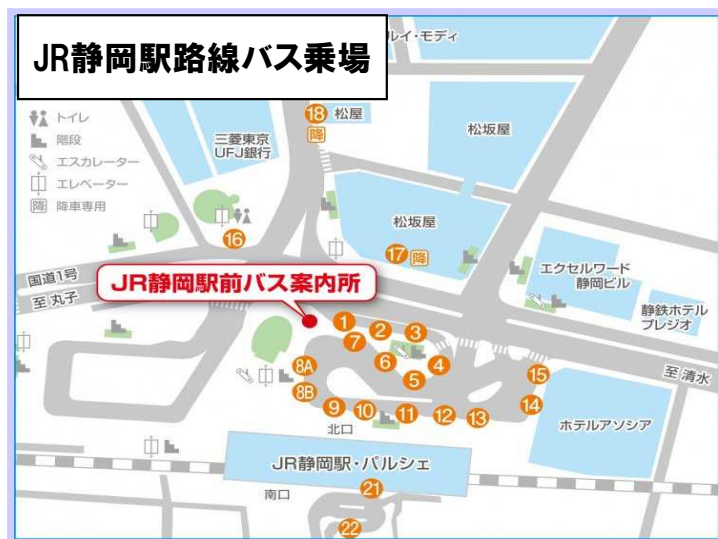 JR静岡駅路線バス乗場
ルイ・モディ
トイレ
階段
エスカレーター
エレベーター
降 降車専用
18 松屋
降
三菱東京
UFJ銀行
松坂屋
松坂屋
16
17 降
エクセルワード
静岡ビル
国道1号
至 丸子
JR静岡駅前バス案内所
静鉄ホテル
プレジオ
1
2
3
7
6
4
5
8A
8B
15
至 清水
14
9
10
11
12
13
北口
ホテルアソシア
JR静岡駅・パルシェ
南口
21
22